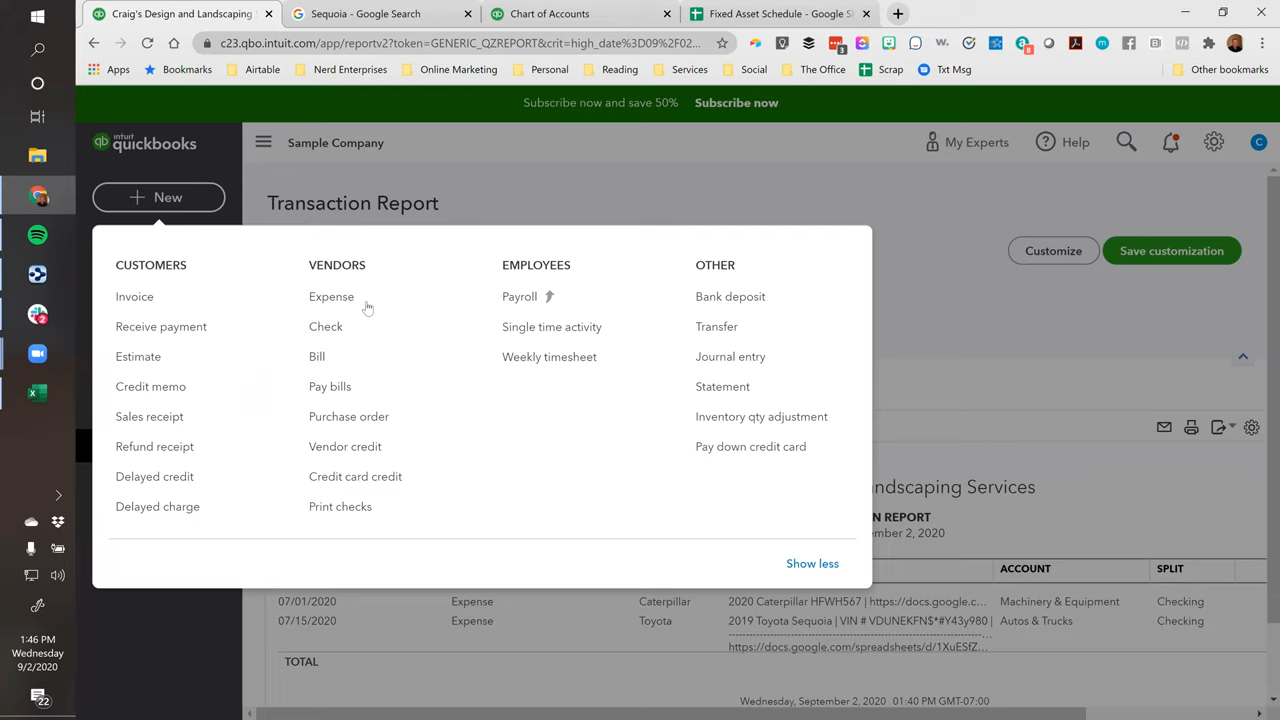 Craig's Design and Landscaping
Sequoia - Google Search
Chart of Accounts
Fixed Asset Schedule - Google S
c23.qbo.intuit.com/app/reportv2?token=GENERIC_QZREPORT&crit=high_date%3D09%2F02...
Apps
Bookmarks
Airtable
Nerd Enterprises
Online Marketing
Personal
Reading
Services
Social
The Office
Scrap
Txt Msg
Other bookmarks
Subscribe now and save 50% Subscribe now
intuit
quickbooks
Sample Company
My Experts
Help
C
New
Transaction Report
Customize
Save customization
CUSTOMERS
Invoice
Receive payment
Estimate
Credit memo
Sales receipt
Refund receipt
Delayed credit
Delayed charge
VENDORS
Expense
Check
Bill
Pay bills
Purchase order
Vendor credit
Credit card credit
Print checks
EMPLOYEES
Payroll
Single time activity
Weekly timesheet
OTHER
Bank deposit
Transfer
Journal entry
Statement
Inventory qty adjustment
Pay down credit card
Show less
ndscaping Services
N REPORT
ember 2, 2020
ACCOUNT SPLIT
07/01/2020 Expense Caterpillar 2020 Caterpillar HFWH567 | https://docs.google.c... Machinery & Equipment Checking
07/15/2020 Expense Toyota 2019 Toyota Sequoia | VIN # VDUNEKFN$*#Y43y980 | Autos & Trucks Checking
https://docs.google.com/spreadsheets/d/1XuESfZ...
TOTAL
Wednesday, September 2, 2020 01:40 PM GMT-07:00
1:46 PM
Wednesday
9/2/2020
22